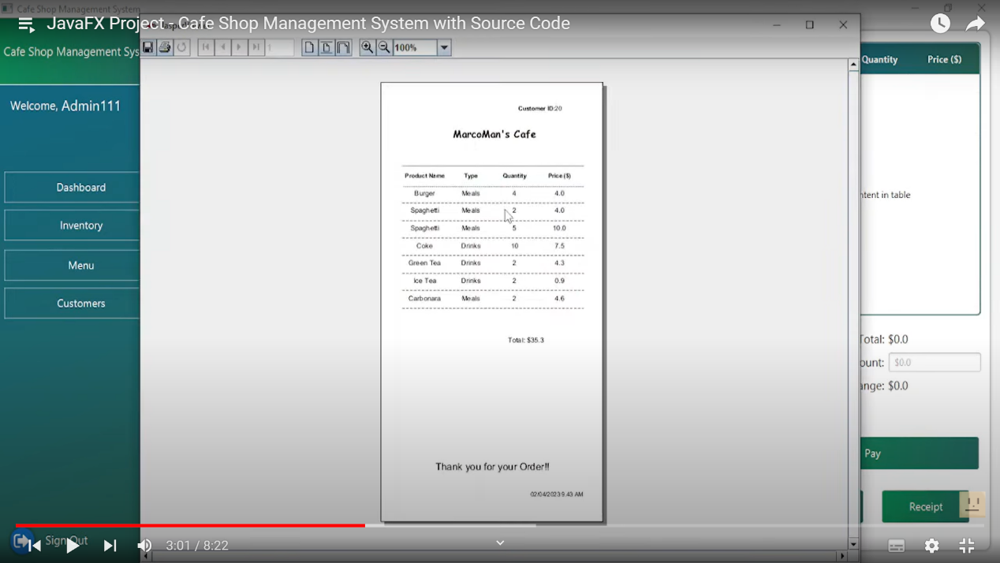 Cafe Shop Management System
JavaFX Project - Cafe Shop Management System with Source Code
Cafe Shop Management Sys
1
100%
Quantity Price ($)
Welcome, Admin111
Dashboard
Inventory
Menu
Customers
Sign Out
Customer ID:20
MarcoMan's Cafe
Product Name Type Quantity Price ($)
Burger Meals 4 4.0
Spaghetti Meals 2 4.0
Spaghetti Meals 5 10.0
Coke Drinks 10 7.5
Green Tea Drinks 2 4.3
Ice Tea Drinks 2 0.9
Carbonara Meals 2 4.6
Total: $35.3
Thank you for your Order!!
02/04/2023 9:43 AM
ntent in table
Total: $0.0
ount: $0.0
ange: $0.0
Pay
Receipt
3:01 / 8:22